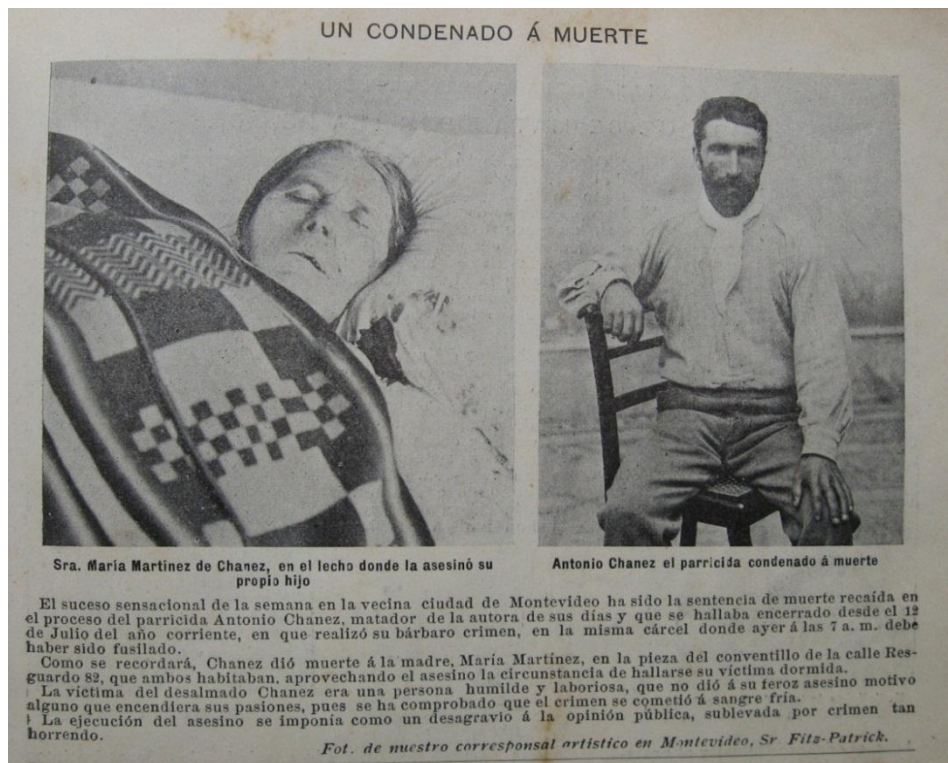 UN CONDENADO Á MUERTE
Sra. Maria Martínez de Chanez, en el lecho donde la asesinó su
propio hijo
Antonio Chanez el parricida condenado á muerte
El suceso sensacional de la semana en la vecina ciudad de Montevideo ha sido la sentencia de muerte recaída en
el proceso del parricida Antonio Chanez, matador de la autora de sus días y que se hallaba encerrado desde el 12
de Julio del año corriente, en que realizó su bárbaro crimen, en la misma cárcel donde ayer á las 7 a. m. debe
haber sido fusilado.
Como se recordará, Chanez dió muerte á la madre, María Martínez, en la pieza del conventillo de la calle Res-
guardo 82, que ambos habitaban, aprovechando el asesino la circunstancia de hallarse su víctima dormida.
La víctima del desalmado Chanez era una persona humilde y laboriosa, que no dió á su feroz asesino motivo
alguno que encendiera sus pasiones, pues se ha comprobado que el crimen se cometió á sangre fría.
La ejecución del asesino se imponía como un desagravio á la opinión pública, sublevada por crimen tan
horrendo.
Fot. de nuestro corresponsal artístico en Montevideo, Sr Fitz-Patrick.